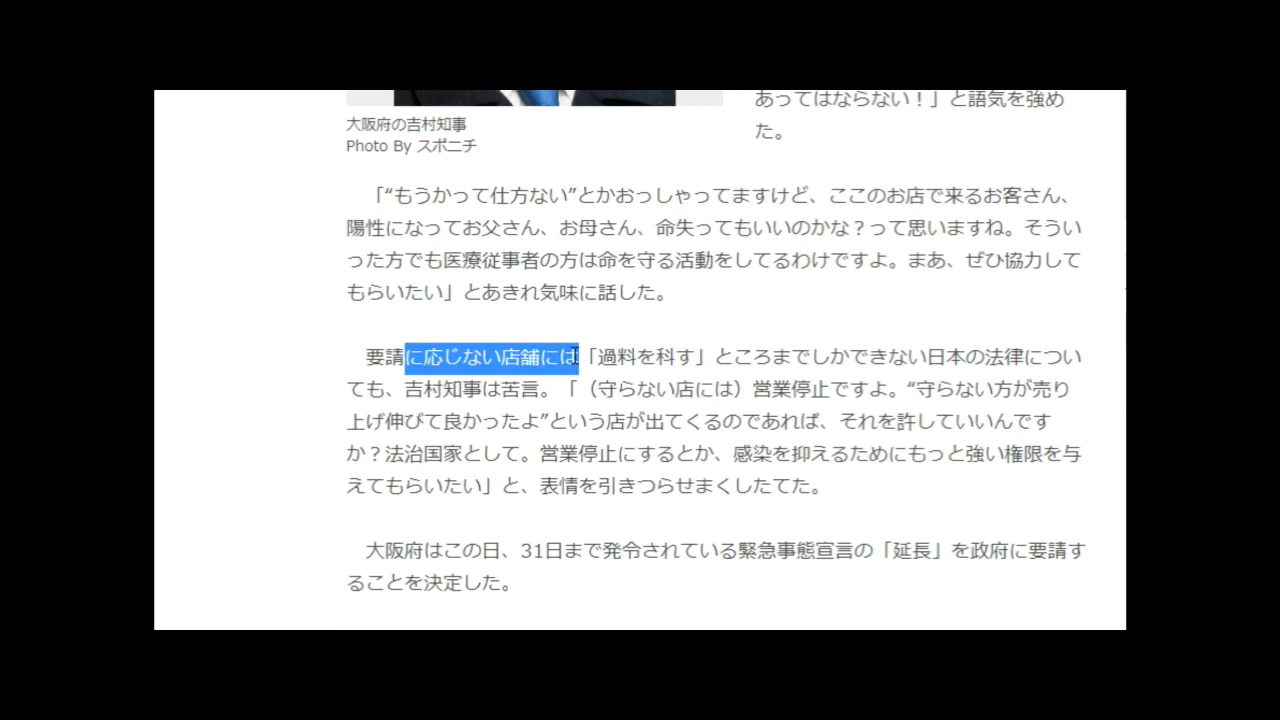 あってはならない！」と語気を強め
た。
大阪府の吉村知事
Photo By スポニチ
「“もうかって仕方ない”とかおっしゃってますけど、ここのお店で来るお客さん、
陽性になってお父さん、お母さん、命失ってもいいのかな？って思いますね。そうい
った方でも医療従事者の方は命を守る活動をしてるわけですよ。まあ、ぜひ協力して
もらいたい」とあきれ気味に話した。
要請に応じない店舗には「過料を科す」ところまでしかできない日本の法律につい
ても、吉村知事は苦言。「（守らない店には）営業停止ですよ。“守らない方が売り
上げ伸びて良かったよ”という店が出てくるのであれば、それを許していいんです
か？法治国家として。営業停止にするとか、感染を抑えるためにもっと強い権限を与
えてもらいたい」と、表情を引きつらせまくしたてた。
大阪府はこの日、31日まで発令されている緊急事態宣言の「延長」を政府に要請す
ることを決定した。